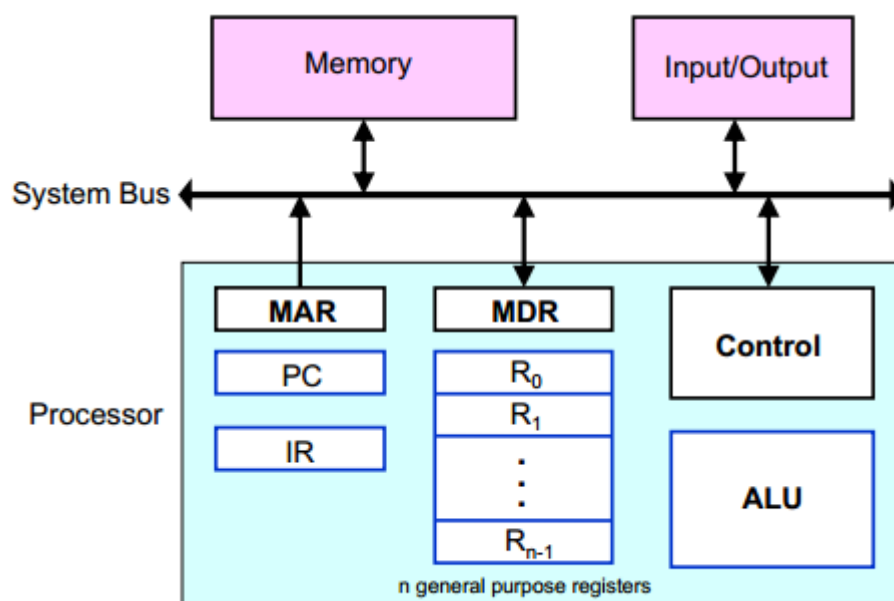 Memory
Input/Output
System Bus
MAR
MDR
Control
PC
R0
Processor
R1
IR
.
.
.
ALU
Rn-1
n general purpose registers